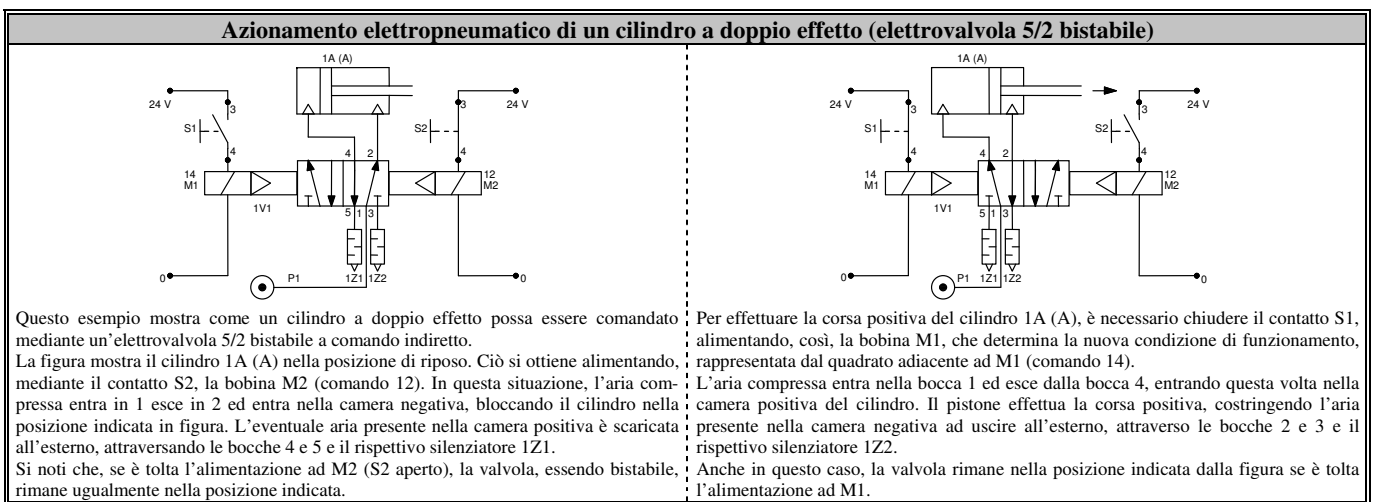 Azionamento elettropneumatico di un cilindro a doppio effetto (elettrovalvola 5/2 bistabile)
1A (A)
24 V
3
3
24 V
S1
S2
4
4
4
2
14
M1
12
M2
1V1
5
1
3
0
P1
1Z1
1Z2
0
Questo esempio mostra come un cilindro a doppio effetto possa essere comandato
mediante un'elettrovalvola 5/2 bistabile a comando indiretto.
La figura mostra il cilindro 1A (A) nella posizione di riposo. Ciò si ottiene alimentando,
mediante il contatto S2, la bobina M2 (comando 12). In questa situazione, l'aria com-
pressa entra in 1 esce in 2 ed entra nella camera negativa, bloccando il cilindro nella
posizione indicata in figura. L'eventuale aria presente nella camera positiva è scaricata
all'esterno, attraversando le bocche 4 e 5 e il rispettivo silenziatore 1Z1.
Si noti che, se è tolta l'alimentazione ad M2 (S2 aperto), la valvola, essendo bistabile,
rimane ugualmente nella posizione indicata.
1A (A)
24 V
3
3
24 V
S1
S2
4
4
4
2
14
M1
12
M2
1V1
5
1
3
0
P1
1Z1
1Z2
0
Per effettuare la corsa positiva del cilindro 1A (A), è necessario chiudere il contatto S1,
alimentando, così, la bobina M1, che determina la nuova condizione di funzionamento,
rappresentata dal quadrato adiacente ad M1 (comando 14).
L'aria compressa entra nella bocca 1 ed esce dalla bocca 4, entrando questa volta nella
camera positiva del cilindro. Il pistone effettua la corsa positiva, costringendo l'aria
presente nella camera negativa ad uscire all'esterno, attraverso le bocche 2 e 3 e il
rispettivo silenziatore 1Z2.
Anche in questo caso, la valvola rimane nella posizione indicata dalla figura se è tolta
l'alimentazione ad M1.